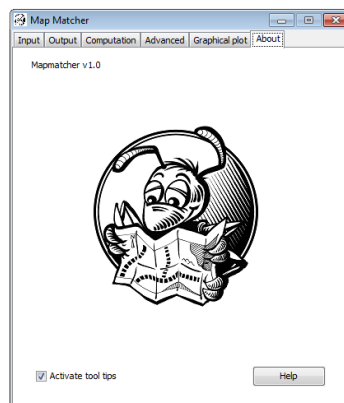 Map Matcher
Input Output Computation Advanced Graphical plot About
Mapmatcher v1.0
Activate tool tips Help